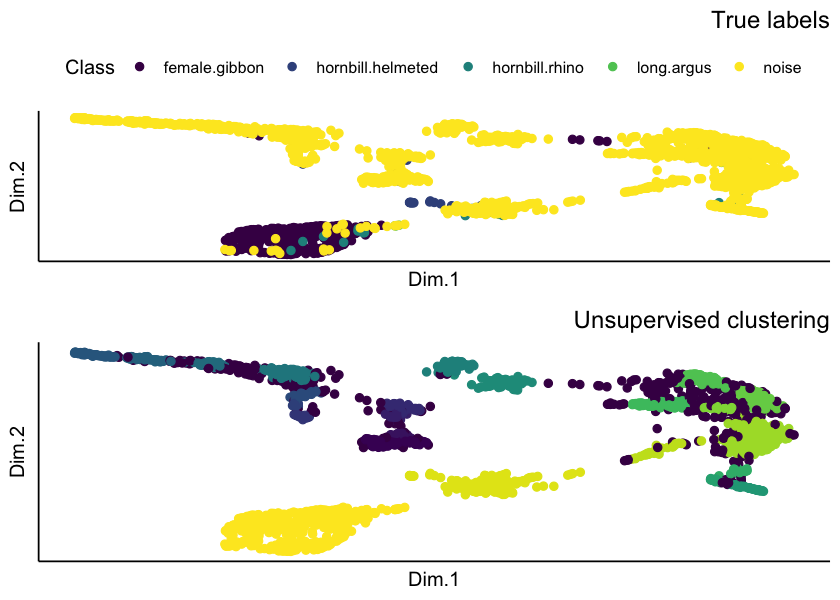 True labels
Class female.gibbon hornbill.helmeted hornbill.rhino long.argus noise
Dim.2
Dim.1
Unsupervised clustering
Dim.2
Dim.1